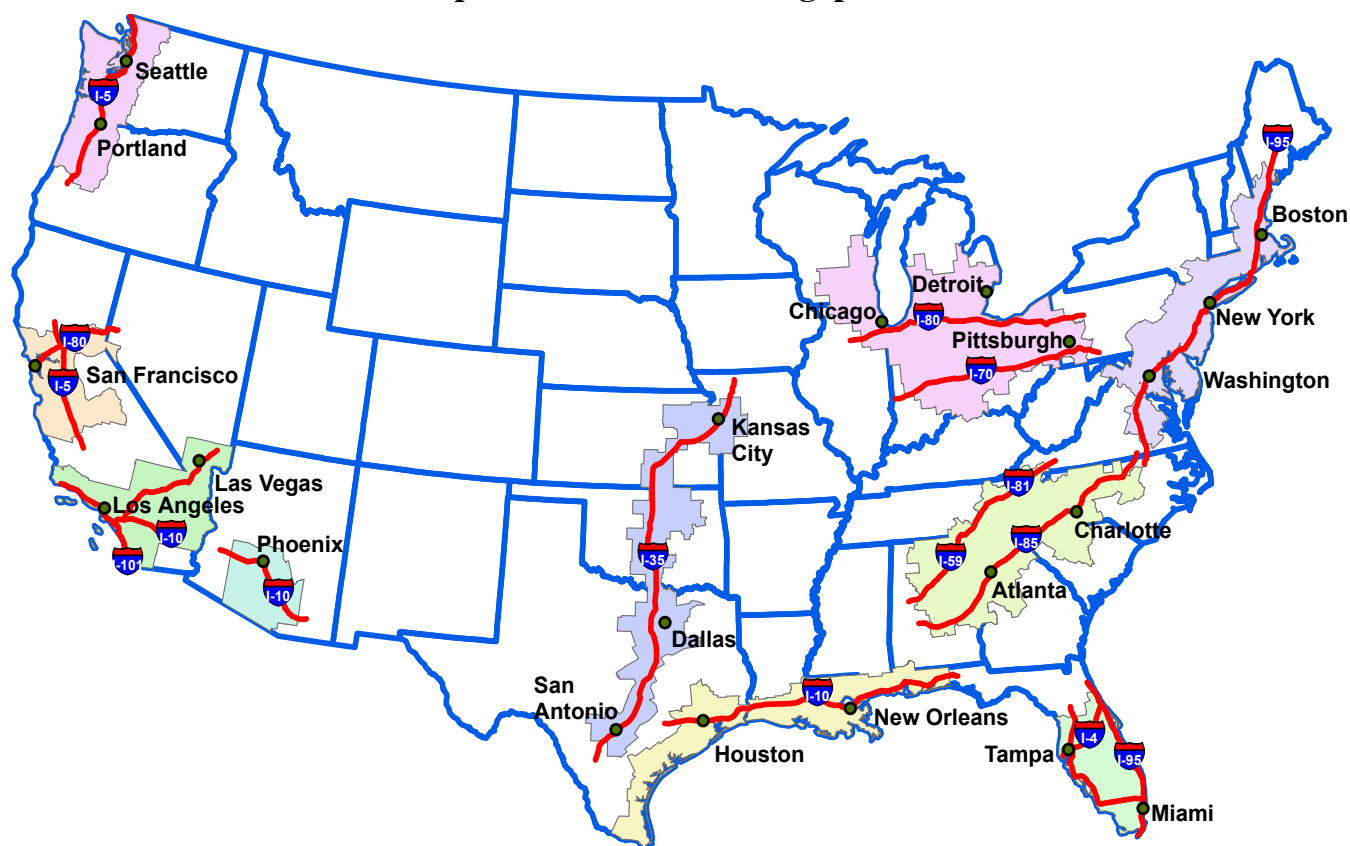 Seattle
I-5
Portland
I-95
Boston
Detroit
Chicago
I-80
New York
Pittsburgh
I-80
San Francisco
I-5
I-70
Washington
Kansas
City
Las Vegas
I-81
Los Angeles
Charlotte
I-10
Phoenix
I-85
I-101
I-35
I-59
Atlanta
I-10
Dallas
San
Antonio
I-10
New Orleans
Houston
I-4
Tampa
I-95
Miami